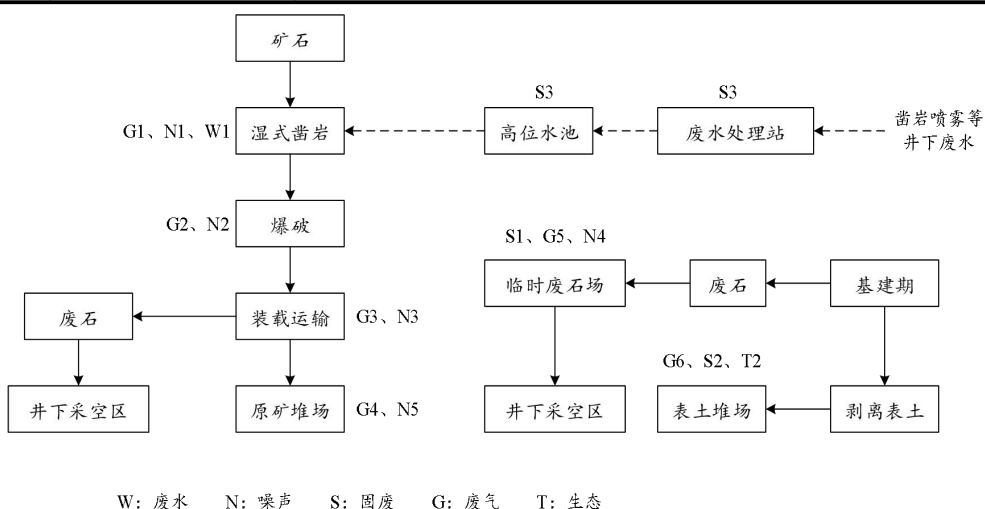 矿石
S3
S3
G1、N1、W1
湿式凿岩
高位水池
废水处理站
凿岩喷雾等
井下废水
G2、N2
爆破
S1、G5、N4
临时废石场
废石
基建期
废石
装载运输
G3、N3
G6、S2、T2
井下采空区
原矿堆场
G4、N5
井下采空区
表土堆场
剥离表土
W：废水 N：噪声 S：固废 G：废气 T：生态